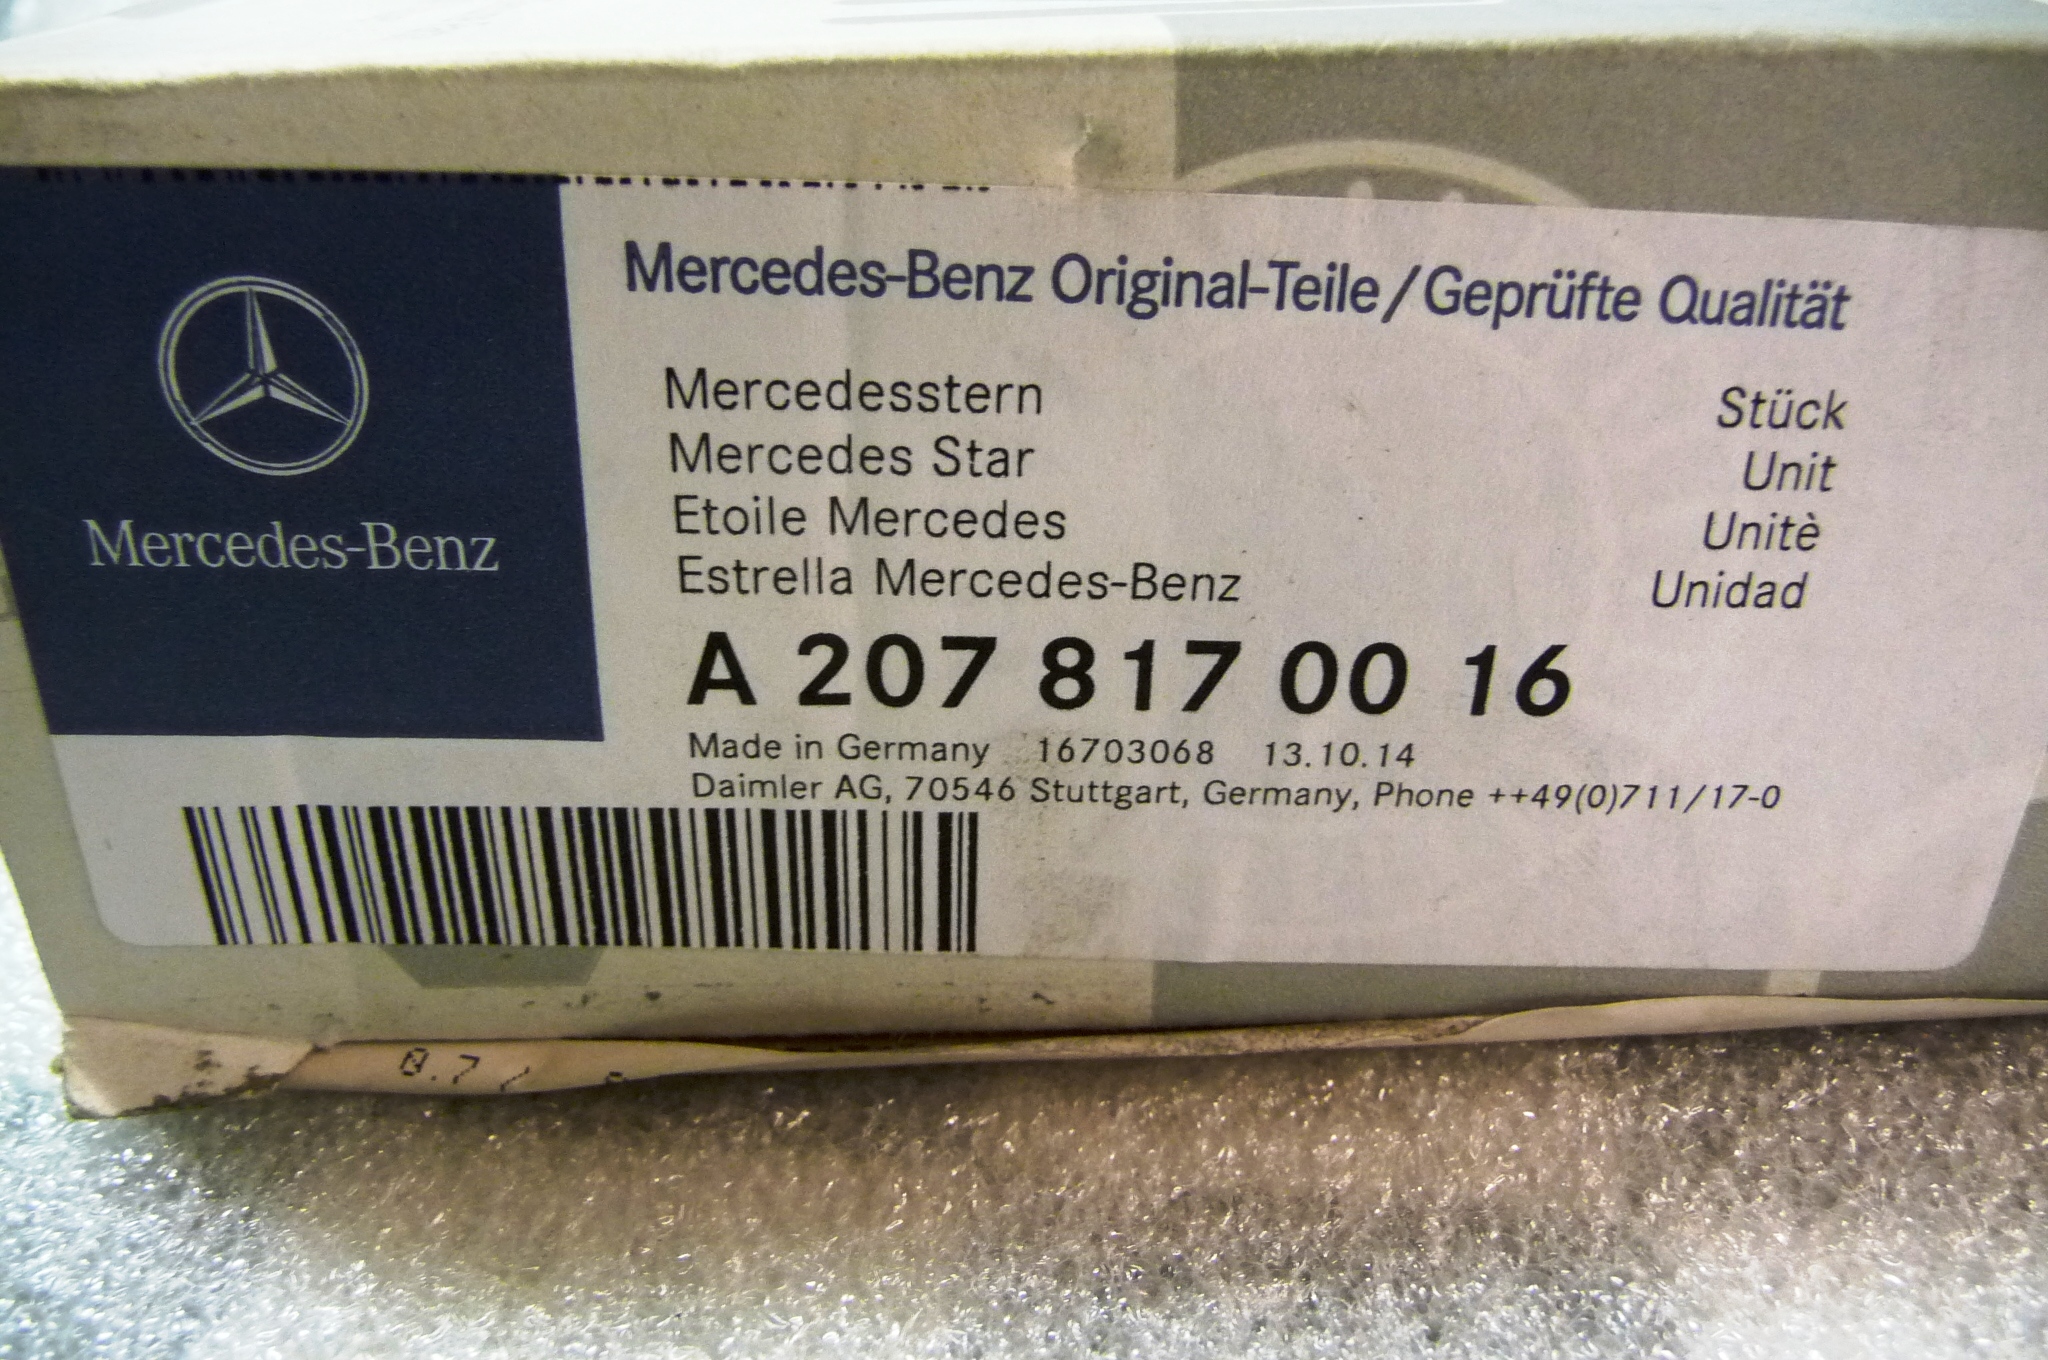 Mercedes-Benz
Mercedes-Benz Original-Teile/Geprüfte Qualität
Mercedesstern Stück
Mercedes Star Unit
Etoile Mercedes Unitè
Estrella Mercedes-Benz Unidad
A 207 817 00 16
Made in Germany 16703068 13.10.14
Daimler AG, 70546 Stuttgart, Germany, Phone ++49(0)711/17-0